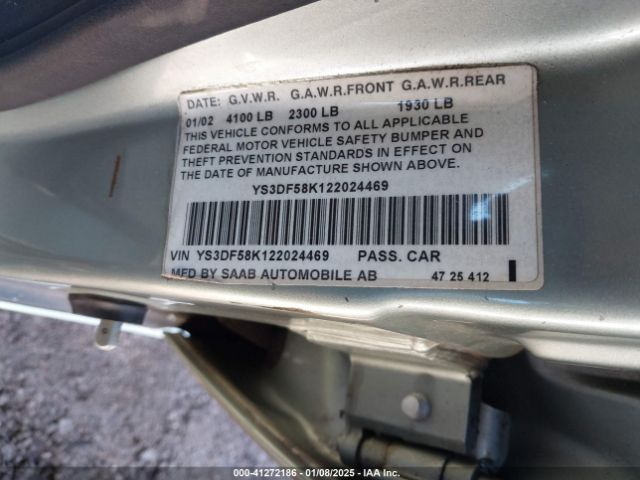 DATE: G.V.W.R. G.A.W.R.FRONT G.A.W.R.REAR
01/02 4100 LB 2300 LB 1930 LB
THIS VEHICLE CONFORMS TO ALL APPLICABLE
FEDERAL MOTOR VEHICLE SAFETY BUMPER AND
THEFT PREVENTION STANDARDS IN EFFECT ON
THE DATE OF MANUFACTURE SHOWN ABOVE.
YS3DF58K122024469
VIN YS3DF58K122024469 PASS. CAR
MFD BY SAAB AUTOMOBILE AB 47 25 412
000-41272186 - 01/08/2025 - IAA Inc.